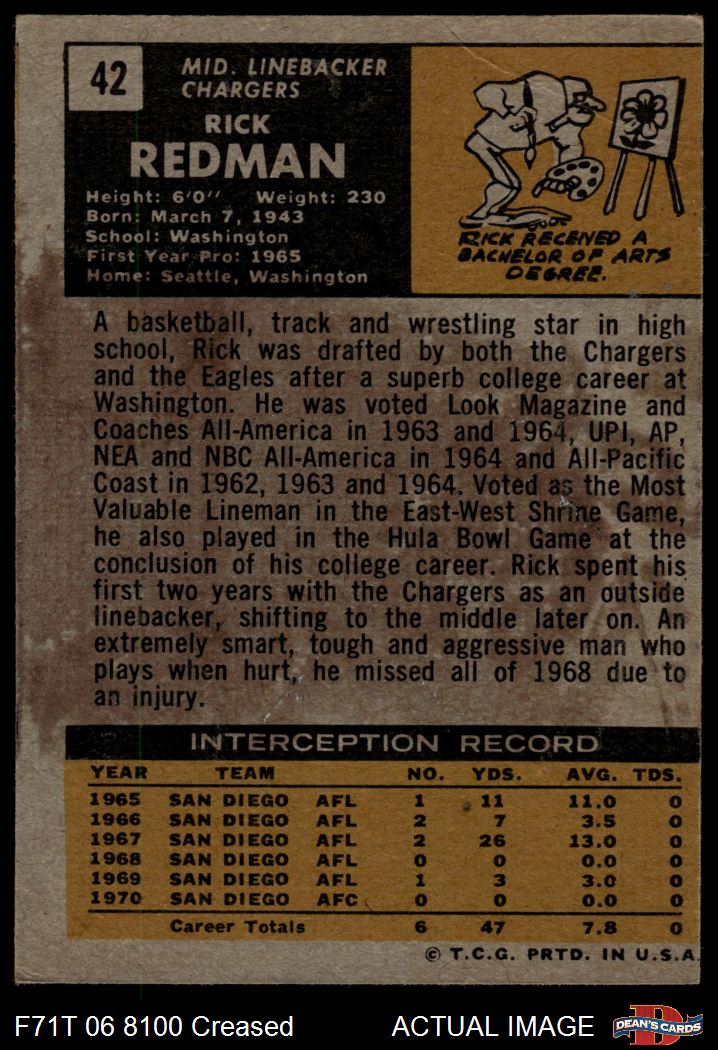 42
MID. LINEBACKER
CHARGERS
RICK
REDMAN
Height: 6'0'' Weight: 230
Born: March 7, 1943
School: Washington
First Year Pro: 1965
Home: Seattle, Washington
RICK RECEIVED A
BACHELOR OF ARTS
DEGREE.
A basketball, track and wrestling star in high
school, Rick was drafted by both the Chargers
and the Eagles after a superb college career at
Washington. He was voted Look Magazine and
Coaches All-America in 1963 and 1964, UPI, AP,
NEA and NBC All-America in 1964 and All-Pacific
Coast in 1962, 1963 and 1964. Voted as the Most
Valuable Lineman in the East-West Shrine Game,
he also played in the Hula Bowl Game at the
conclusion of his college career. Rick spent his
first two years with the Chargers as an outside
linebacker, shifting to the middle later on. An
extremely smart, tough and aggressive man who
plays when hurt, he missed all of 1968 due to
an injury.
INTERCEPTION RECORD
YEAR TEAM NO. YDS. AVG. TDS.
1965 SAN DIEGO AFL 1 11 11.0 0
1966 SAN DIEGO AFL 2 7 3.5 0
1967 SAN DIEGO AFL 2 26 13.0 0
1968 SAN DIEGO AFL 0 0 0.0 0
1969 SAN DIEGO AFL 1 3 3.0 0
1970 SAN DIEGO AFC 0 0 0.0 0
Career Totals 6 47 7.8 0
© T.C.G. PRTD. IN U.S.A.
F71T 06 8100 Creased ACTUAL IMAGE DEAN'S CARDS